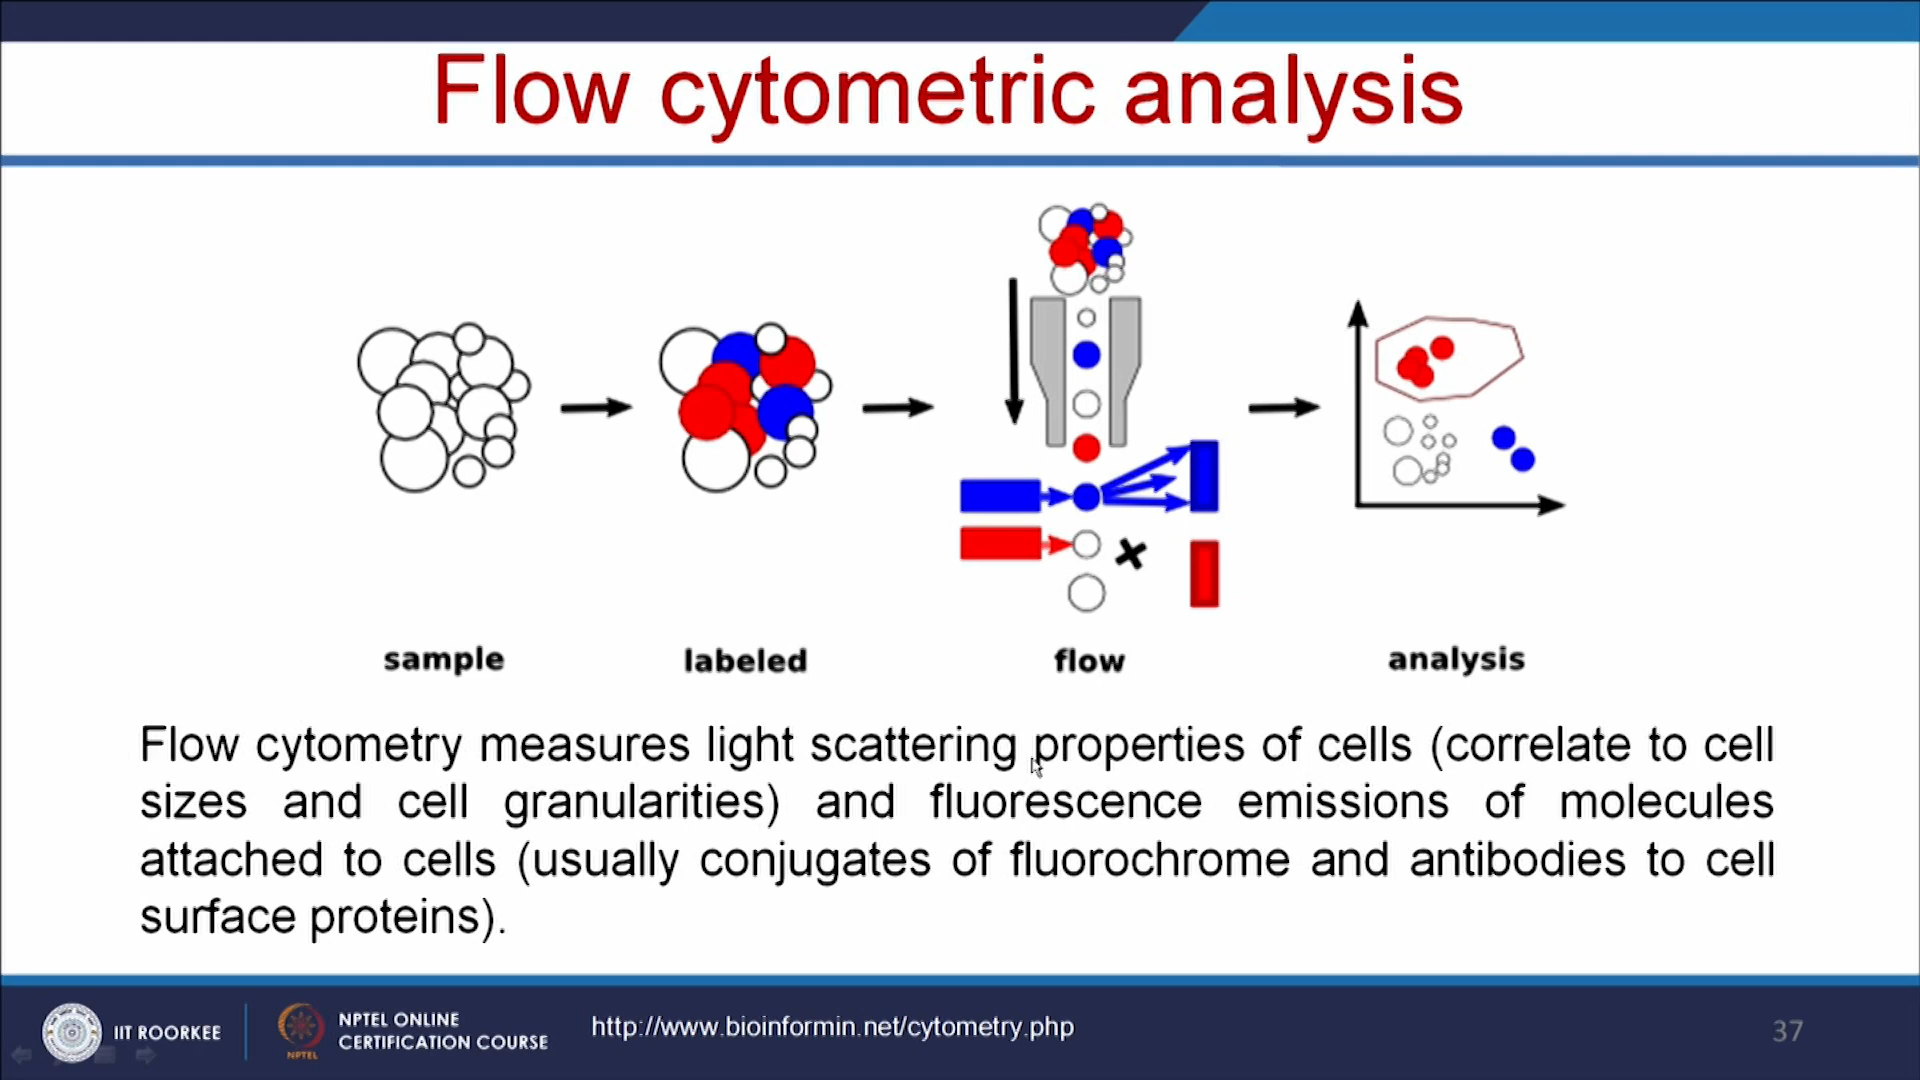 Flow cytometric analysis
sample
labeled
flow
analysis
Flow cytometry measures light scattering properties of cells (correlate to cell
sizes and cell granularities) and fluorescence emissions of molecules
attached to cells (usually conjugates of fluorochrome and antibodies to cell
surface proteins).
IIT ROORKEE
NPTEL
NPTEL ONLINE
CERTIFICATION COURSE
http://www.bioinformin.net/cytometry.php
37